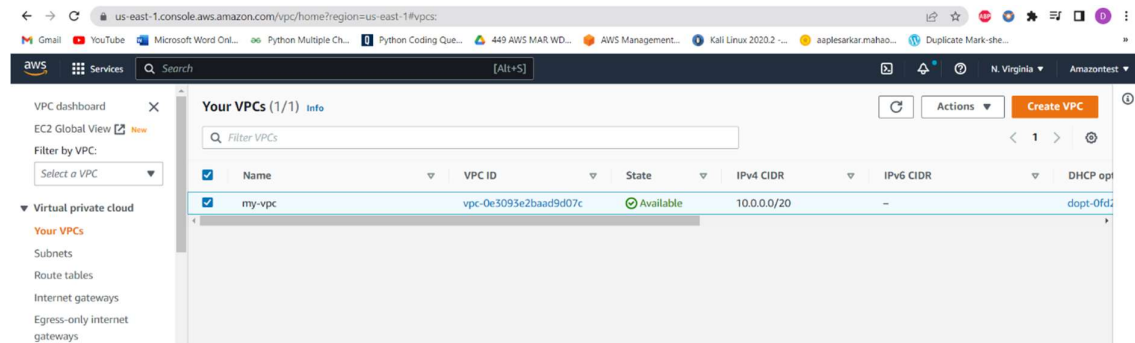 us-east-1.console.aws.amazon.com/vpc/home?region=us-east-1#vpcs:
D
Gmail YouTube Microsoft Word Onl... Python Multiple Ch... Python Coding Que... 449 AWS MAR WD... AWS Management... Kali Linux 2020.2 -... aaplesarkar.mahao... Duplicate Mark-she... »
aws Services Search [Alt+S] N. Virginia Amazontest
VPC dashboard
EC2 Global View New
Filter by VPC:
Select a VPC
Virtual private cloud
Your VPCs
Subnets
Route tables
Internet gateways
Egress-only internet
gateways
Your VPCs (1/1) Info
Actions Create VPC
Filter VPCs
1
Name VPC ID State IPv4 CIDR IPv6 CIDR DHCP opt
my-vpc vpc-0e3093e2baad9d07c Available 10.0.0.0/20 – dopt-0fd2